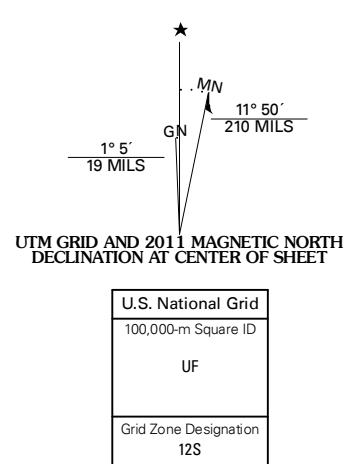 ★
MN
11° 50´
210 MILS
GN
1° 5´
19 MILS
UTM GRID AND 2011 MAGNETIC NORTH
DECLINATION AT CENTER OF SHEET
U.S. National Grid
100,000-m Square ID
UF
Grid Zone Designation
12S